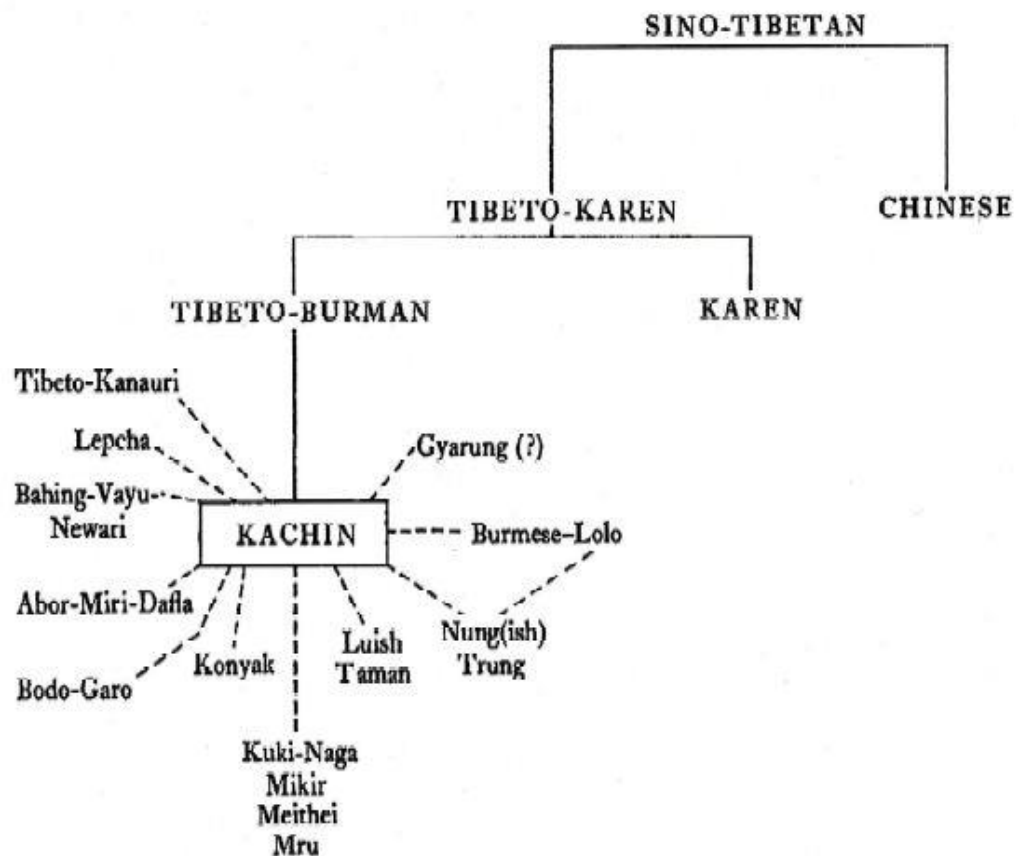 SINO-TIBETAN
TIBETO-KAREN
CHINESE
TIBETO-BURMAN
KAREN
Tibeto-Kanauri
Lepcha
Gyarung (?)
Bahing-Vayu-
Newari
KACHIN
Burmese-Lolo
Abor-Miri-Dafla
Bodo-Garo
Konyak
Luish
Taman
Nung(ish)
Trung
Kuki-Naga
Mikir
Meithei
Mru